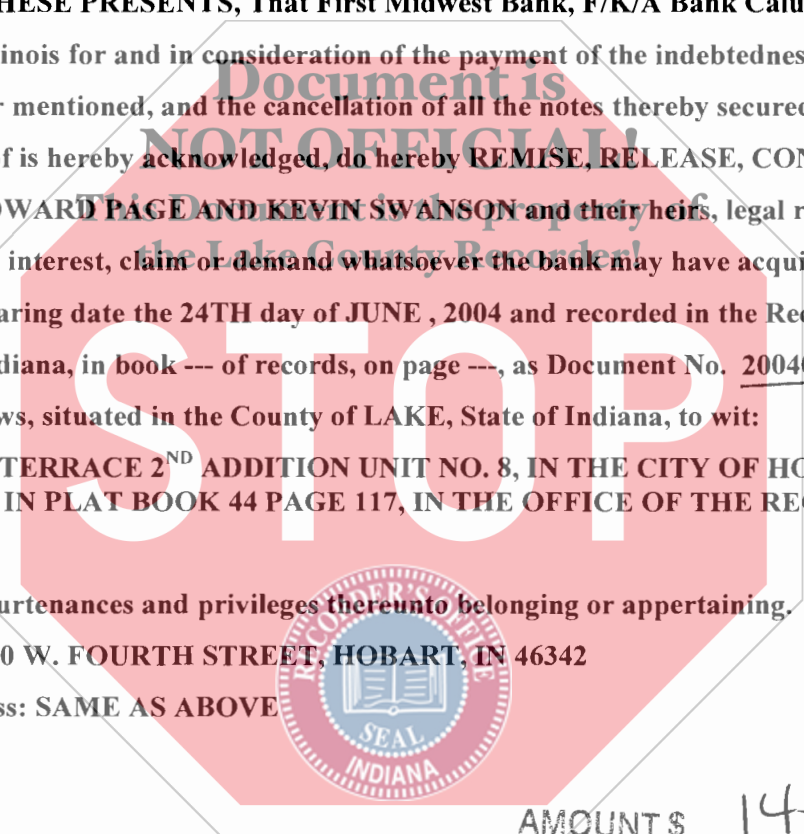 HESE PRESENTS, That First Midwest Bank, F/K/A Bank Calu
inois for and in consideration of the payment of the indebtednes
Document is
r mentioned, and the cancellation of all the notes thereby secured
NOT OFFICIAL!
f is hereby acknowledged, do hereby REMISE, RELEASE, CON
This Document is the property of
OWARD PAGE AND KEVIN SWANSON and their heirs, legal r
the Lake County Recorder!
interest, claim or demand whatsoever the bank may have acqui
aring date the 24TH day of JUNE , 2004 and recorded in the Rec
diana, in book --- of records, on page ---, as Document No. 2004
ws, situated in the County of LAKE, State of Indiana, to wit:
STOP
TERRACE 2ND ADDITION UNIT NO. 8, IN THE CITY OF HO
IN PLAT BOOK 44 PAGE 117, IN THE OFFICE OF THE REC
urtenances and privileges thereunto belonging or appertaining.
0 W. FOURTH STREET, HOBART, IN 46342
ss: SAME AS ABOVE
RECORDER'S OFFICE
SEAL
INDIANA
AMOUNT $ 14